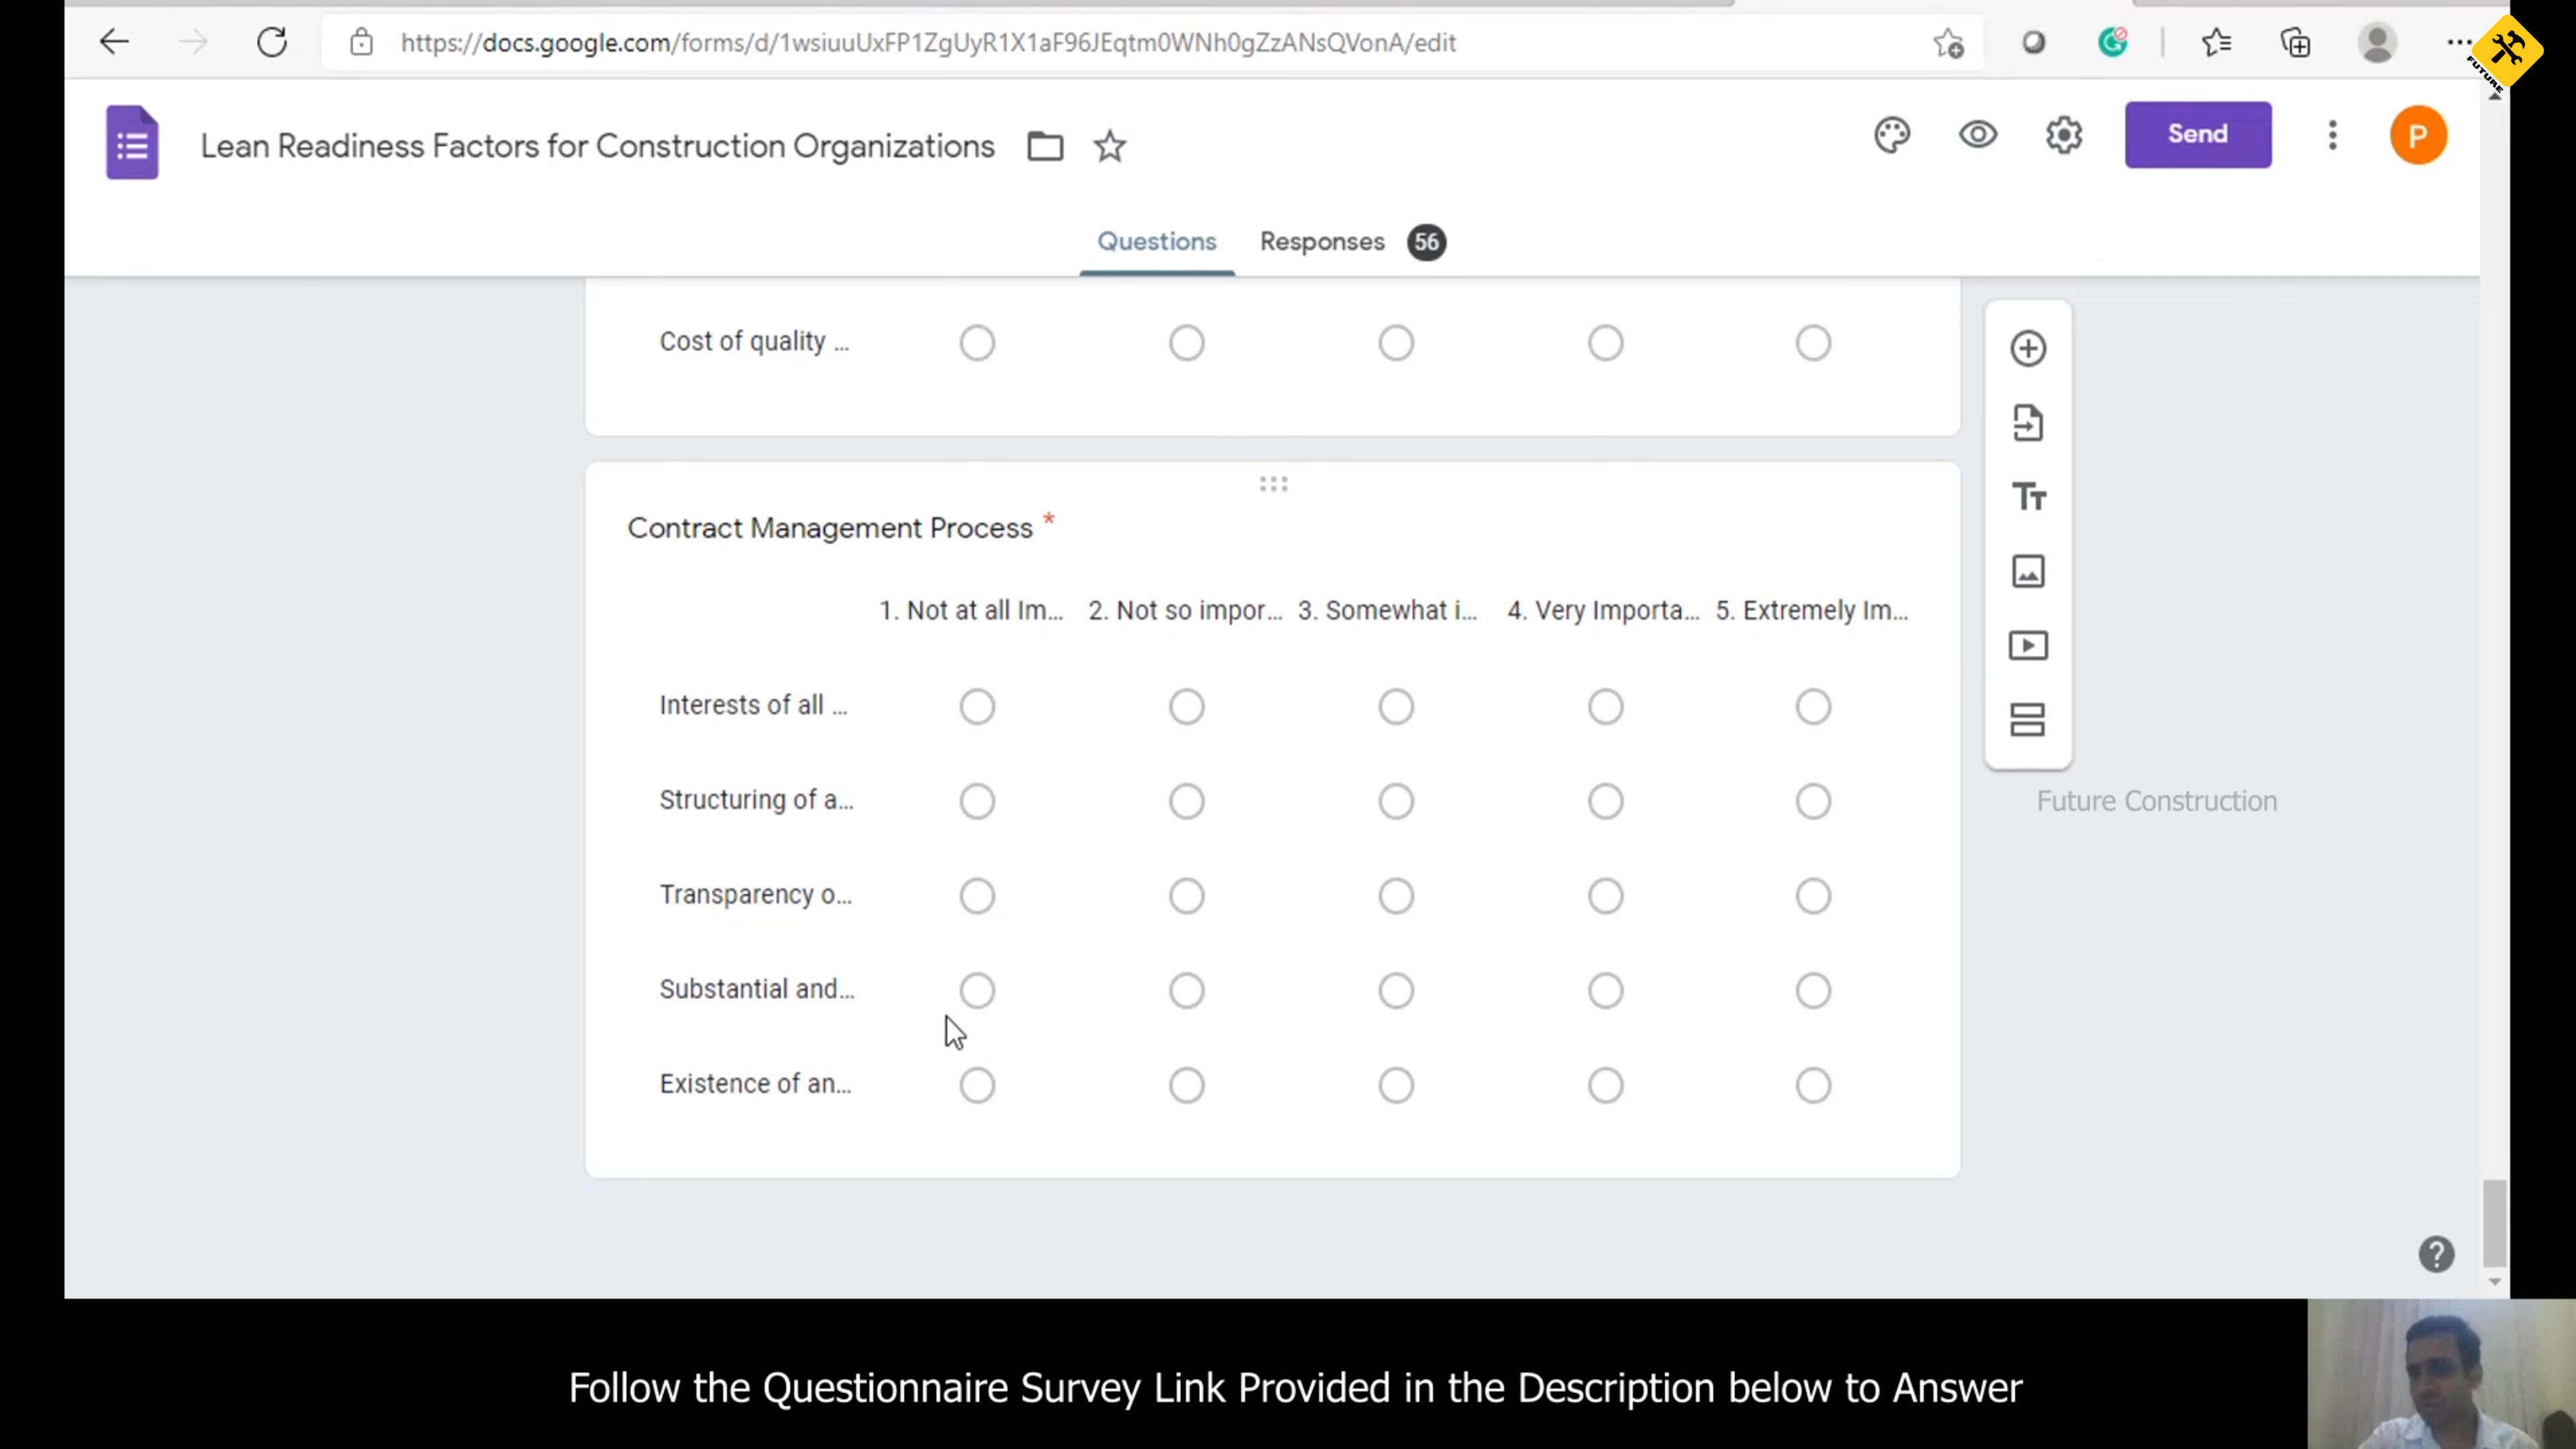 https://docs.google.com/forms/d/1wsiuuUxFP1ZgUyR1X1aF96JEqtm0WNh0gZzANsQVonA/edit
FUTURE
Lean Readiness Factors for Construction Organizations
Send
P
Questions
Responses 56
Cost of quality ...
Contract Management Process *
1. Not at all Im... 2. Not so impor... 3. Somewhat i... 4. Very Importa... 5. Extremely Im...
Interests of all ...
Structuring of a...
Future Construction
Transparency o...
Substantial and...
Existence of an...
Follow the Questionnaire Survey Link Provided in the Description below to Answer